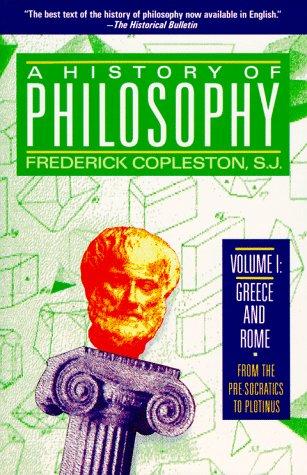 "The best text of the history of philosophy now available in English."
—The Historical Bulletin
A HISTORY OF
PHILOSOPHY
FREDERICK COPLESTON, S.J.
VOLUME I:
GREECE
AND
ROME
FROM THE
PRE-SOCRATICS
TO PLOTINUS